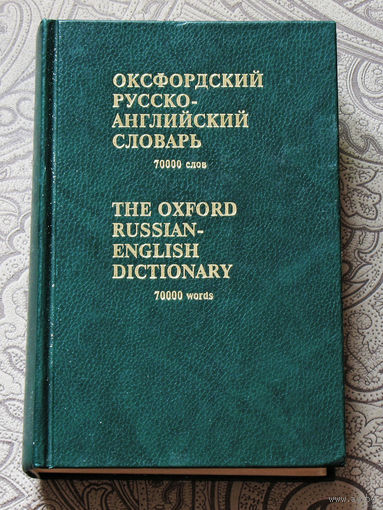 ОКСФОРДСКИЙ
РУССКО-
АНГЛИЙСКИЙ
СЛОВАРЬ
70000 слов
THE OXFORD
RUSSIAN-
ENGLISH
DICTIONARY
70000 words